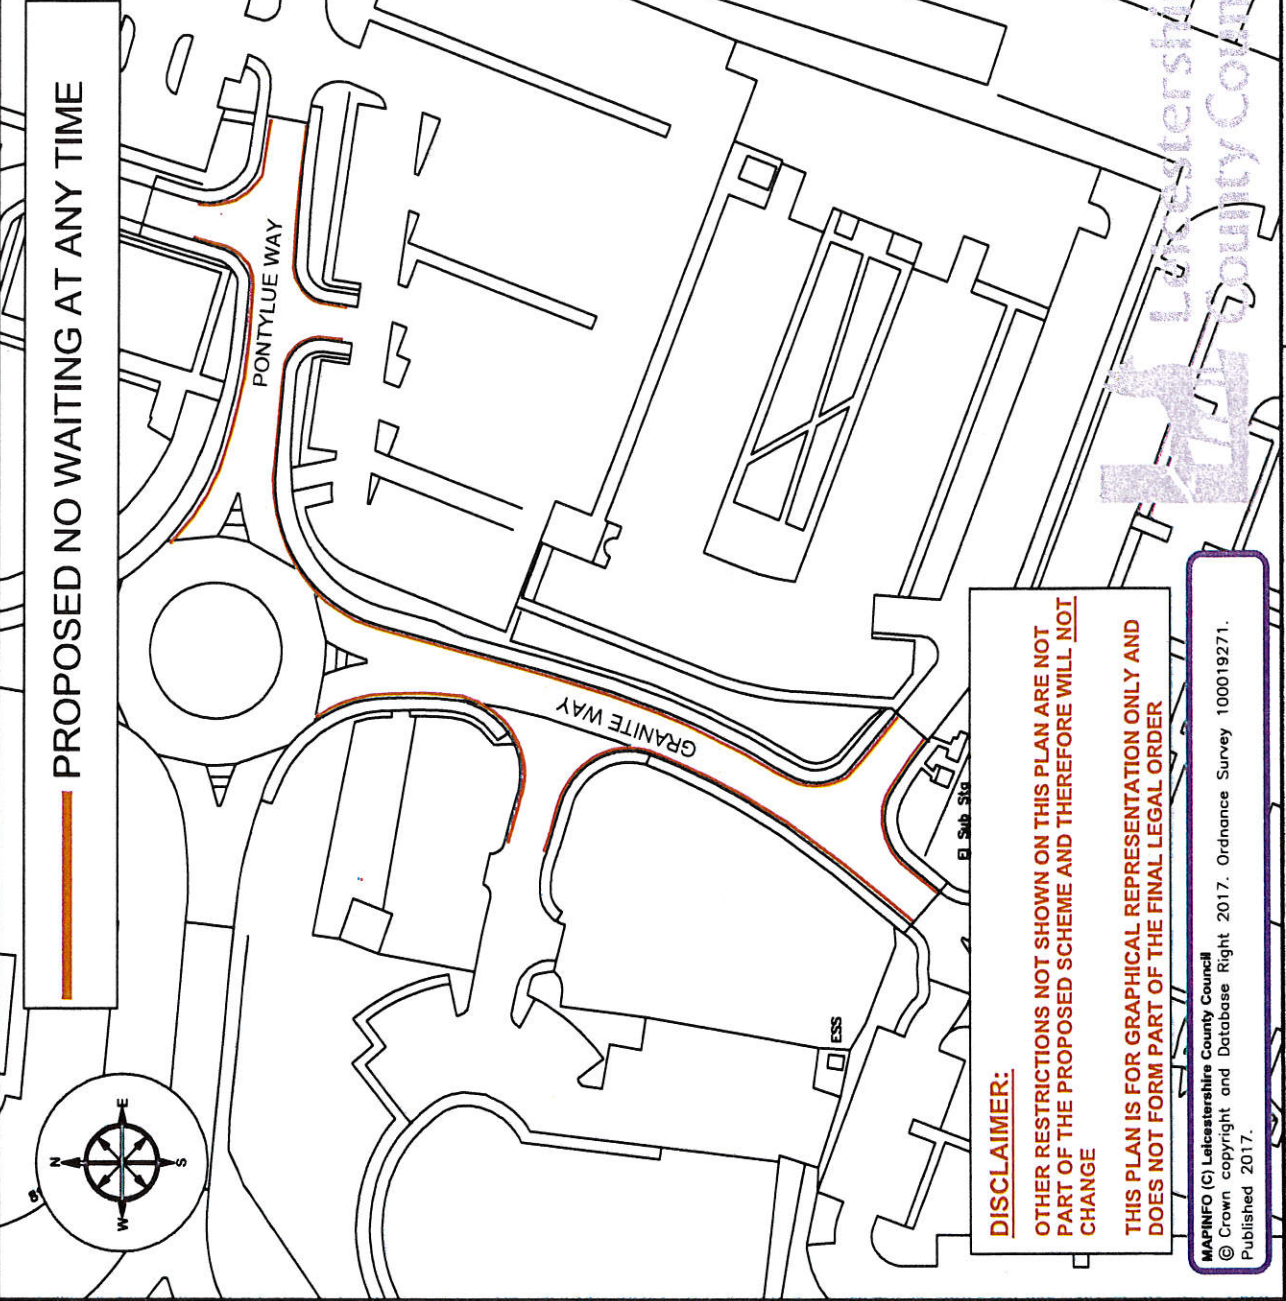 PROPOSED NO WAITING AT ANY TIME
N
E
S
W
PONTYLUE WAY
GRANITE WAY
El Sub Sta
ESS
DISCLAIMER:
OTHER RESTRICTIONS NOT SHOWN ON THIS PLAN ARE NOT
PART OF THE PROPOSED SCHEME AND THEREFORE WILL NOT
CHANGE
THIS PLAN IS FOR GRAPHICAL REPRESENTATION ONLY AND
DOES NOT FORM PART OF THE FINAL LEGAL ORDER
MAPINFO (C) Leicestershire County Council
© Crown copyright and Database Right 2017. Ordnance Survey 100019271.
Published 2017.
Leicestershi
County Coun